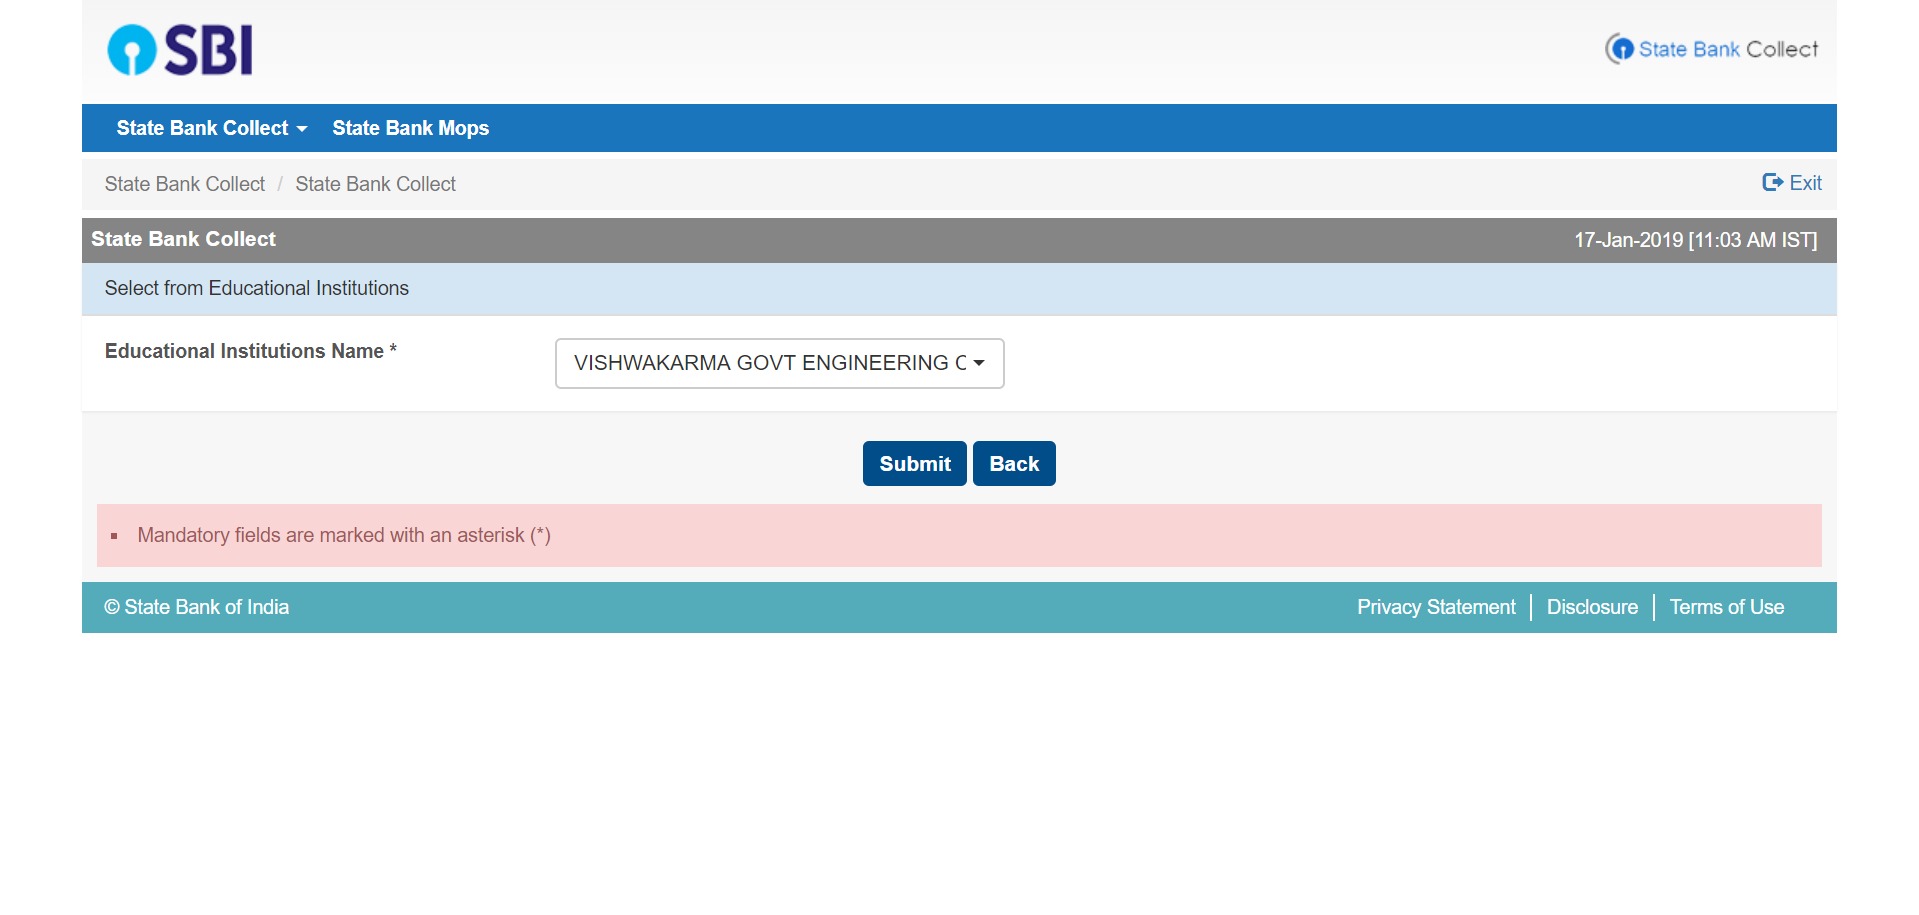 SBI
State Bank Collect
State Bank Collect State Bank Mops
State Bank Collect / State Bank Collect Exit
State Bank Collect 17-Jan-2019 [11:03 AM IST]
Select from Educational Institutions
Educational Institutions Name * VISHWAKARMA GOVT ENGINEERING C
Submit Back
Mandatory fields are marked with an asterisk (*)
© State Bank of India Privacy Statement Disclosure Terms of Use